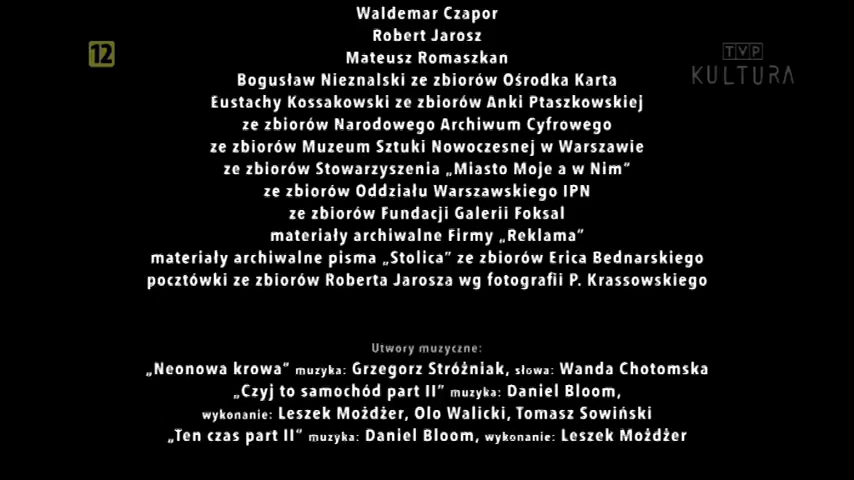 Waldemar Czapor
Robert Jarosz
Mateusz Romaszkan
Bogusław Nieznalski ze zbiorów Ośrodka Karta
Eustachy Kossakowski ze zbiorów Anki Ptaszkowskiej
ze zbiorów Narodowego Archiwum Cyfrowego
ze zbiorów Muzeum Sztuki Nowoczesnej w Warszawie
ze zbiorów Stowarzyszenia „Miasto Moje a w Nim”
ze zbiorów Oddziału Warszawskiego IPN
ze zbiorów Fundacji Galerii Foksal
materiały archiwalne Firmy „Reklama”
materiały archiwalne pisma „Stolica” ze zbiorów Erica Bednarskiego
pocztówki ze zbiorów Roberta Jarosza wg fotografii P. Krassowskiego
Utwory muzyczne:
„Neonowa krowa” muzyka: Grzegorz Stróżniak, słowa: Wanda Chotomska
„Czyj to samochód part II” muzyka: Daniel Bloom,
wykonanie: Leszek Możdżer, Olo Walicki, Tomasz Sowiński
„Ten czas part II” muzyka: Daniel Bloom, wykonanie: Leszek Możdżer
12
TVP
KULTURA